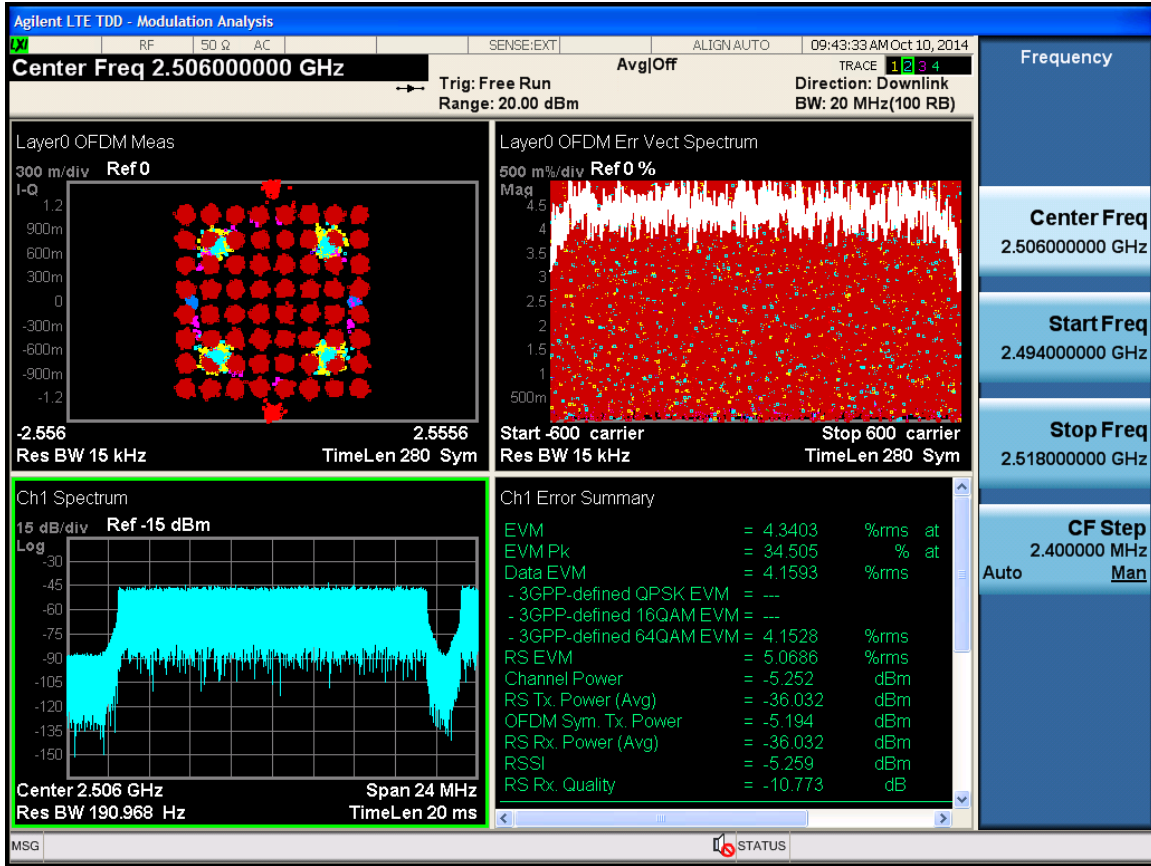 Agilent LTE TDD - Modulation Analysis
LXI RF 50 Ω AC SENSE:EXT ALIGN AUTO 09:43:33 AM Oct 10, 2014
Center Freq 2.506000000 GHz
Avg|Off
TRACE 1 2 3 4
Trig: Free Run
Direction: Downlink
Range: 20.00 dBm
BW: 20 MHz(100 RB)
Layer0 OFDM Meas
300 m/div Ref 0
I-Q
1.2
900m
600m
300m
0
-300m
-600m
-900m
-1.2
-2.556 2.5556
Res BW 15 kHz TimeLen 280 Sym
Layer0 OFDM Err Vect Spectrum
500 m%/div Ref 0 %
Mag
4.5
4
3.5
3
2.5
2
1.5
1
500m
Start -600 carrier Stop 600 carrier
Res BW 15 kHz TimeLen 280 Sym
Ch1 Spectrum
15 dB/div Ref -15 dBm
Log
-30
-45
-60
-75
-90
-105
-120
-135
-150
Center 2.506 GHz Span 24 MHz
Res BW 190.968 Hz TimeLen 20 ms
Ch1 Error Summary
EVM = 4.3403 %rms at
EVM Pk = 34.505 % at
Data EVM = 4.1593 %rms
- 3GPP-defined QPSK EVM = ---
- 3GPP-defined 16QAM EVM = ---
- 3GPP-defined 64QAM EVM = 4.1528 %rms
RS EVM = 5.0686 %rms
Channel Power = -5.252 dBm
RS Tx. Power (Avg) = -36.032 dBm
OFDM Sym. Tx. Power = -5.194 dBm
RS Rx. Power (Avg) = -36.032 dBm
RSSI = -5.259 dBm
RS Rx. Quality = -10.773 dB
Frequency
Center Freq
2.506000000 GHz
Start Freq
2.494000000 GHz
Stop Freq
2.518000000 GHz
CF Step
2.400000 MHz
Auto Man
MSG STATUS